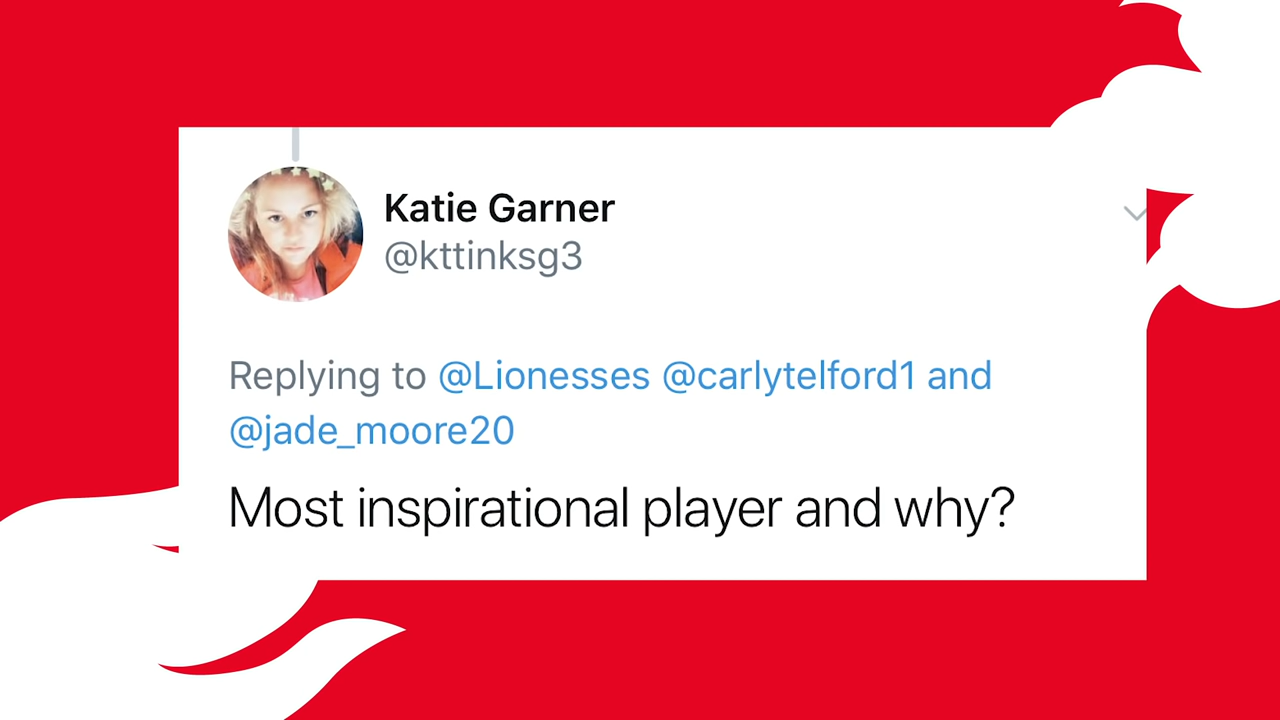 Katie Garner
@kttinksg3
Replying to @Lionesses @carlytelford1 and
@jade_moore20
Most inspirational player and why?